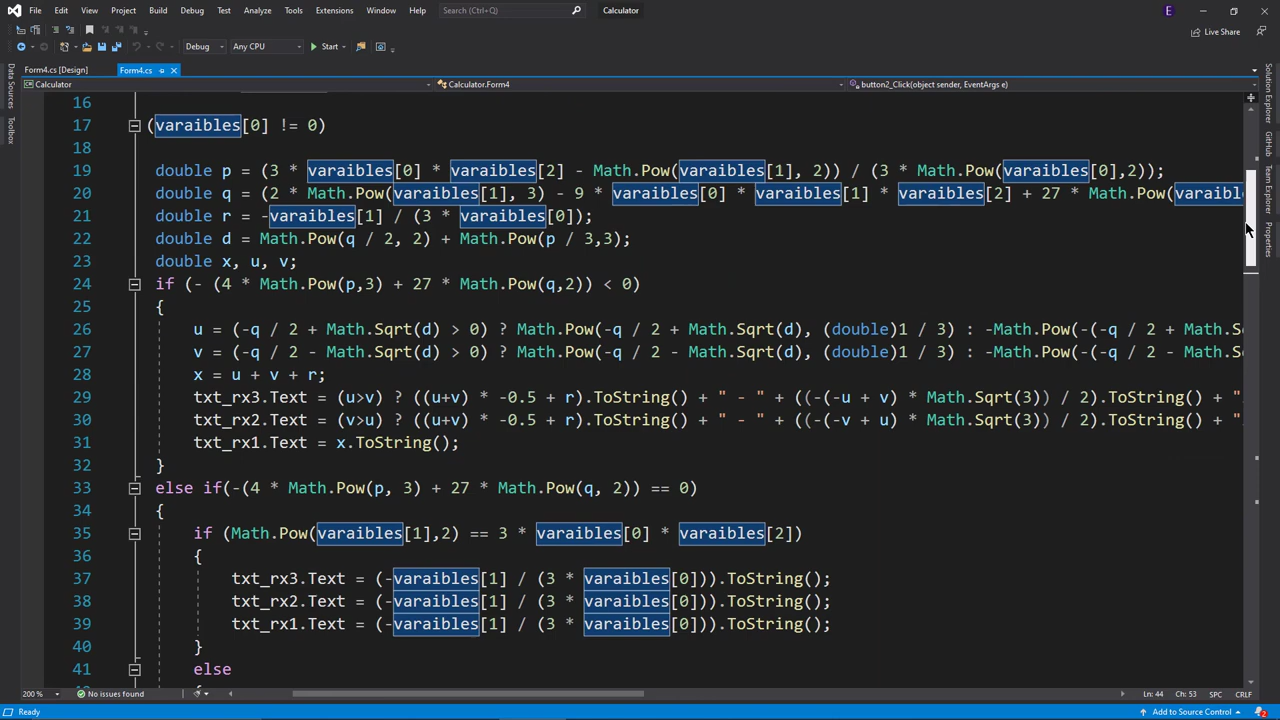 File Edit View Project Build Debug Test Analyze Tools Extensions Window Help Search (Ctrl+Q) Calculator E
Live Share
Debug Any CPU Start
Form4.cs [Design] Form4.cs
Calculator Calculator.Form4 button2_Click(object sender, EventArgs e)
Data Sources
Toolbox
Solution Explorer
GitHub
Team Explorer
Properties
16
17 (varaibles[0] != 0)
18
19 double p = (3 * varaibles[0] * varaibles[2] - Math.Pow(varaibles[1], 2)) / (3 * Math.Pow(varaibles[0],2));
20 double q = (2 * Math.Pow(varaibles[1], 3) - 9 * varaibles[0] * varaibles[1] * varaibles[2] + 27 * Math.Pow(varaible
21 double r = -varaibles[1] / (3 * varaibles[0]);
22 double d = Math.Pow(q / 2, 2) + Math.Pow(p / 3,3);
23 double x, u, v;
24 if (- (4 * Math.Pow(p,3) + 27 * Math.Pow(q,2)) < 0)
25 {
26 u = (-q / 2 + Math.Sqrt(d) > 0) ? Math.Pow(-q / 2 + Math.Sqrt(d), (double)1 / 3) : -Math.Pow(-(-q / 2 + Math.S
27 v = (-q / 2 - Math.Sqrt(d) > 0) ? Math.Pow(-q / 2 - Math.Sqrt(d), (double)1 / 3) : -Math.Pow(-(-q / 2 - Math.S
28 x = u + v + r;
29 txt_rx3.Text = (u>v) ? ((u+v) * -0.5 + r).ToString() + " - " + ((-(-u + v) * Math.Sqrt(3)) / 2).ToString() + "
30 txt_rx2.Text = (v>u) ? ((u+v) * -0.5 + r).ToString() + " - " + ((-(-v + u) * Math.Sqrt(3)) / 2).ToString() + "
31 txt_rx1.Text = x.ToString();
32 }
33 else if(-(4 * Math.Pow(p, 3) + 27 * Math.Pow(q, 2)) == 0)
34 {
35 if (Math.Pow(varaibles[1],2) == 3 * varaibles[0] * varaibles[2])
36 {
37 txt_rx3.Text = (-varaibles[1] / (3 * varaibles[0])).ToString();
38 txt_rx2.Text = (-varaibles[1] / (3 * varaibles[0])).ToString();
39 txt_rx1.Text = (-varaibles[1] / (3 * varaibles[0])).ToString();
40 }
41 else
200 % No issues found Ln: 44 Ch: 53 SPC CRLF
Ready Add to Source Control 2